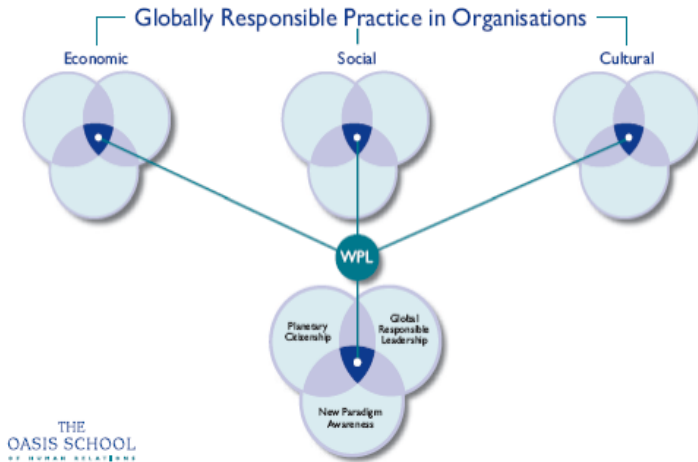 Globally Responsible Practice in Organisations
Economic
Social
Cultural
WPL
Planetary
Citizenship
Global
Responsible
Leadership
New Paradigm
Awareness
THE
OASIS SCHOOL
OF HUMAN RELATIONS